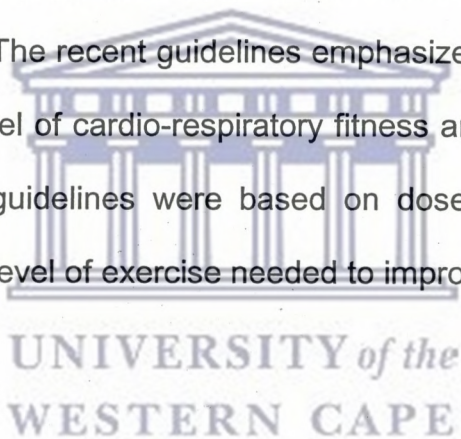 The recent guidelines emphasize
el of cardio-respiratory fitness a
guidelines were based on dose
evel of exercise needed to impro
UNIVERSITY of the
WESTERN CAPE